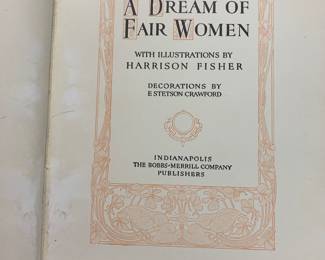 A DREAM OF
FAIR WOMEN
WITH ILLUSTRATIONS BY
HARRISON FISHER
DECORATIONS BY
E STETSON CRAWFORD
INDIANAPOLIS
THE BOBBS-MERRILL COMPANY
PUBLISHERS